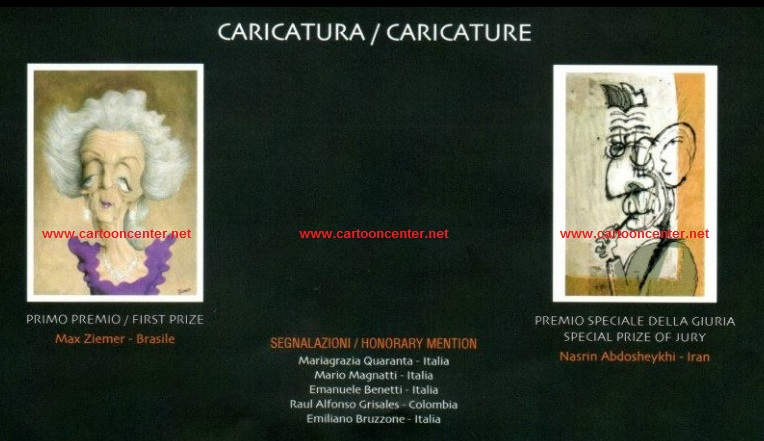 CARICATURA / CARICATURE
www.cartooncenter.net
www.cartooncenter.net
www.cartooncenter.net
PRIMO PREMIO / FIRST PRIZE
Max Ziemer - Brasile
SEGNALAZIONI / HONORARY MENTION
Mariagrazia Quaranta - Italia
Mario Magnatti - Italia
Emanuele Benetti - Italia
Raul Alfonso Grisales - Colombia
Emiliano Bruzzone - Italia
PREMIO SPECIALE DELLA GIURIA
SPECIAL PRIZE OF JURY
Nasrin Abdosheykhi - Iran